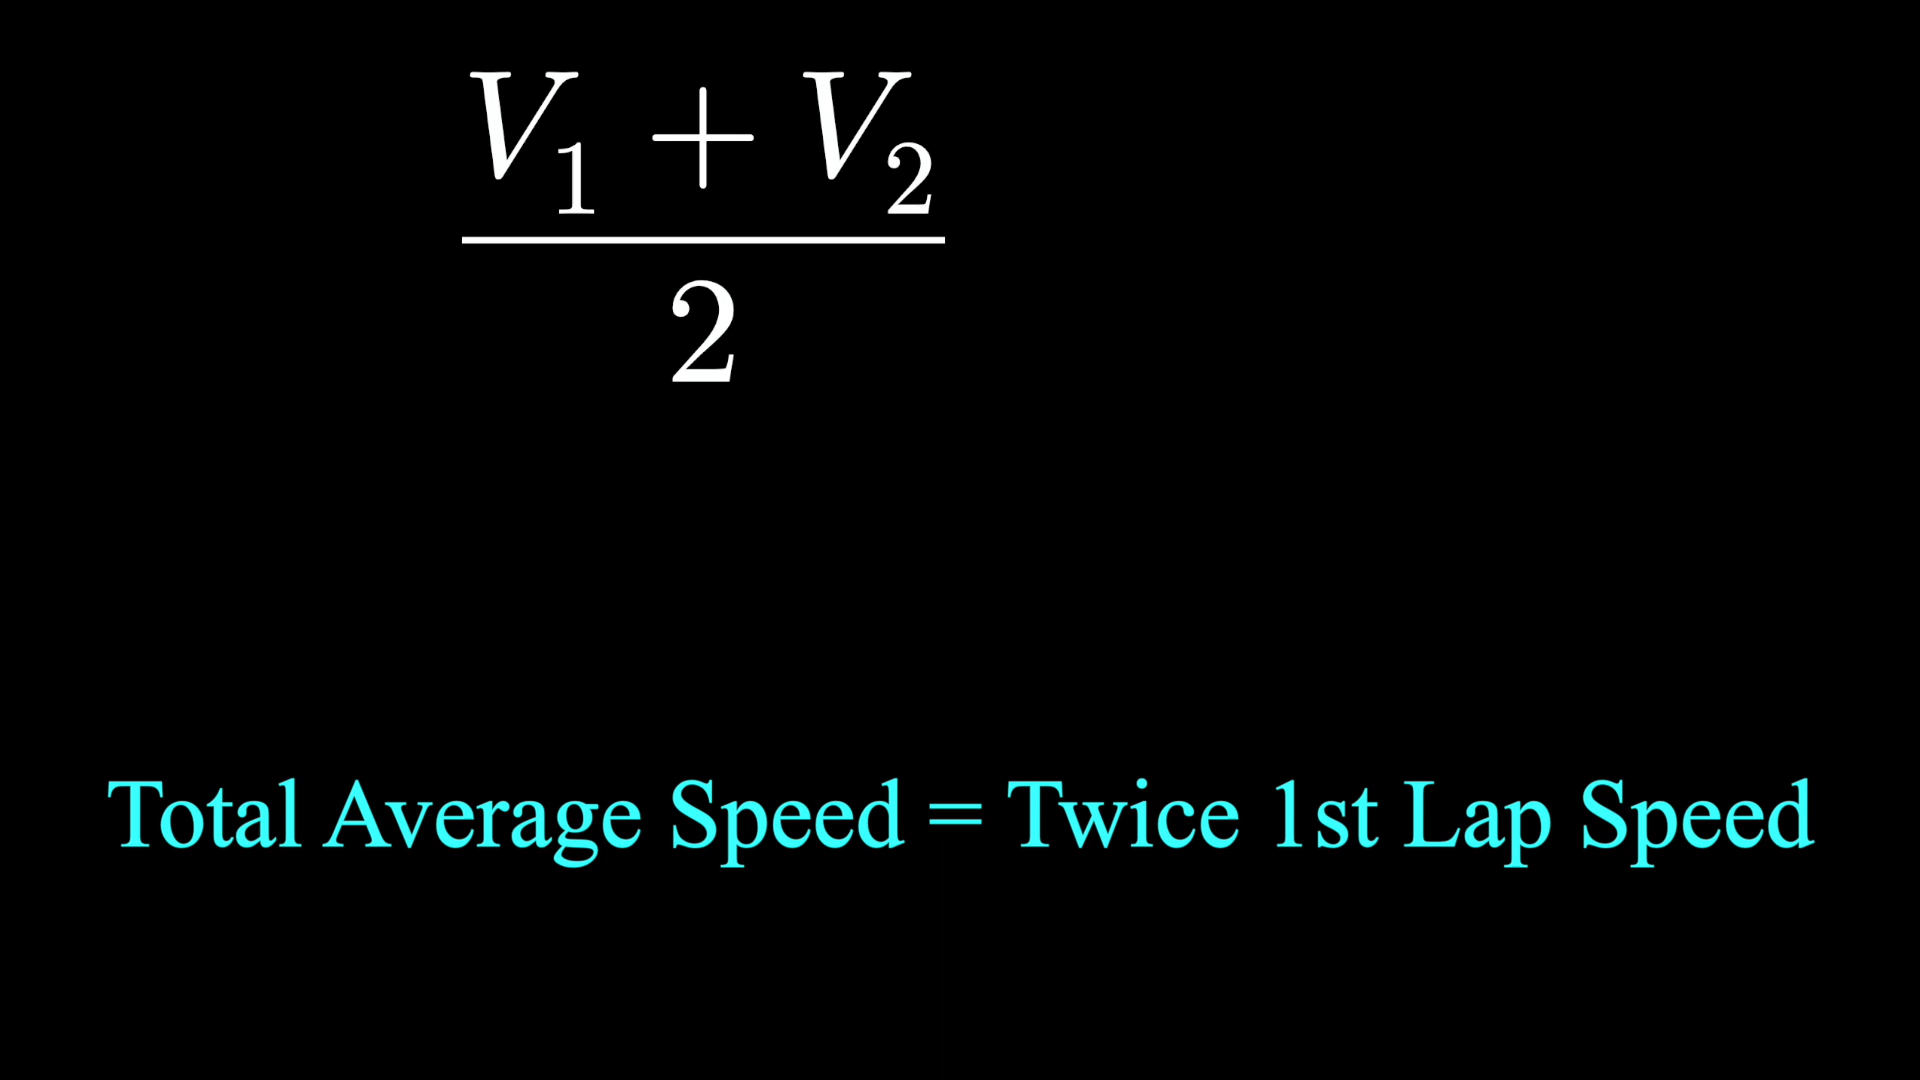 V₁ + V₂
2
Total Average Speed = Twice 1st Lap Speed